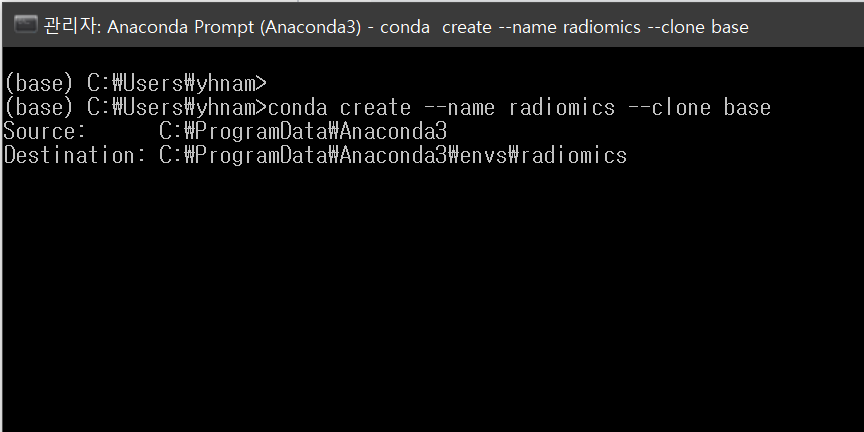 관리자: Anaconda Prompt (Anaconda3) - conda  create --name radiomics --clone base
(base) C:₩Users₩yhnam>
(base) C:₩Users₩yhnam>conda create --name radiomics --clone base
Source:      C:₩ProgramData₩Anaconda3
Destination: C:₩ProgramData₩Anaconda3₩envs₩radiomics